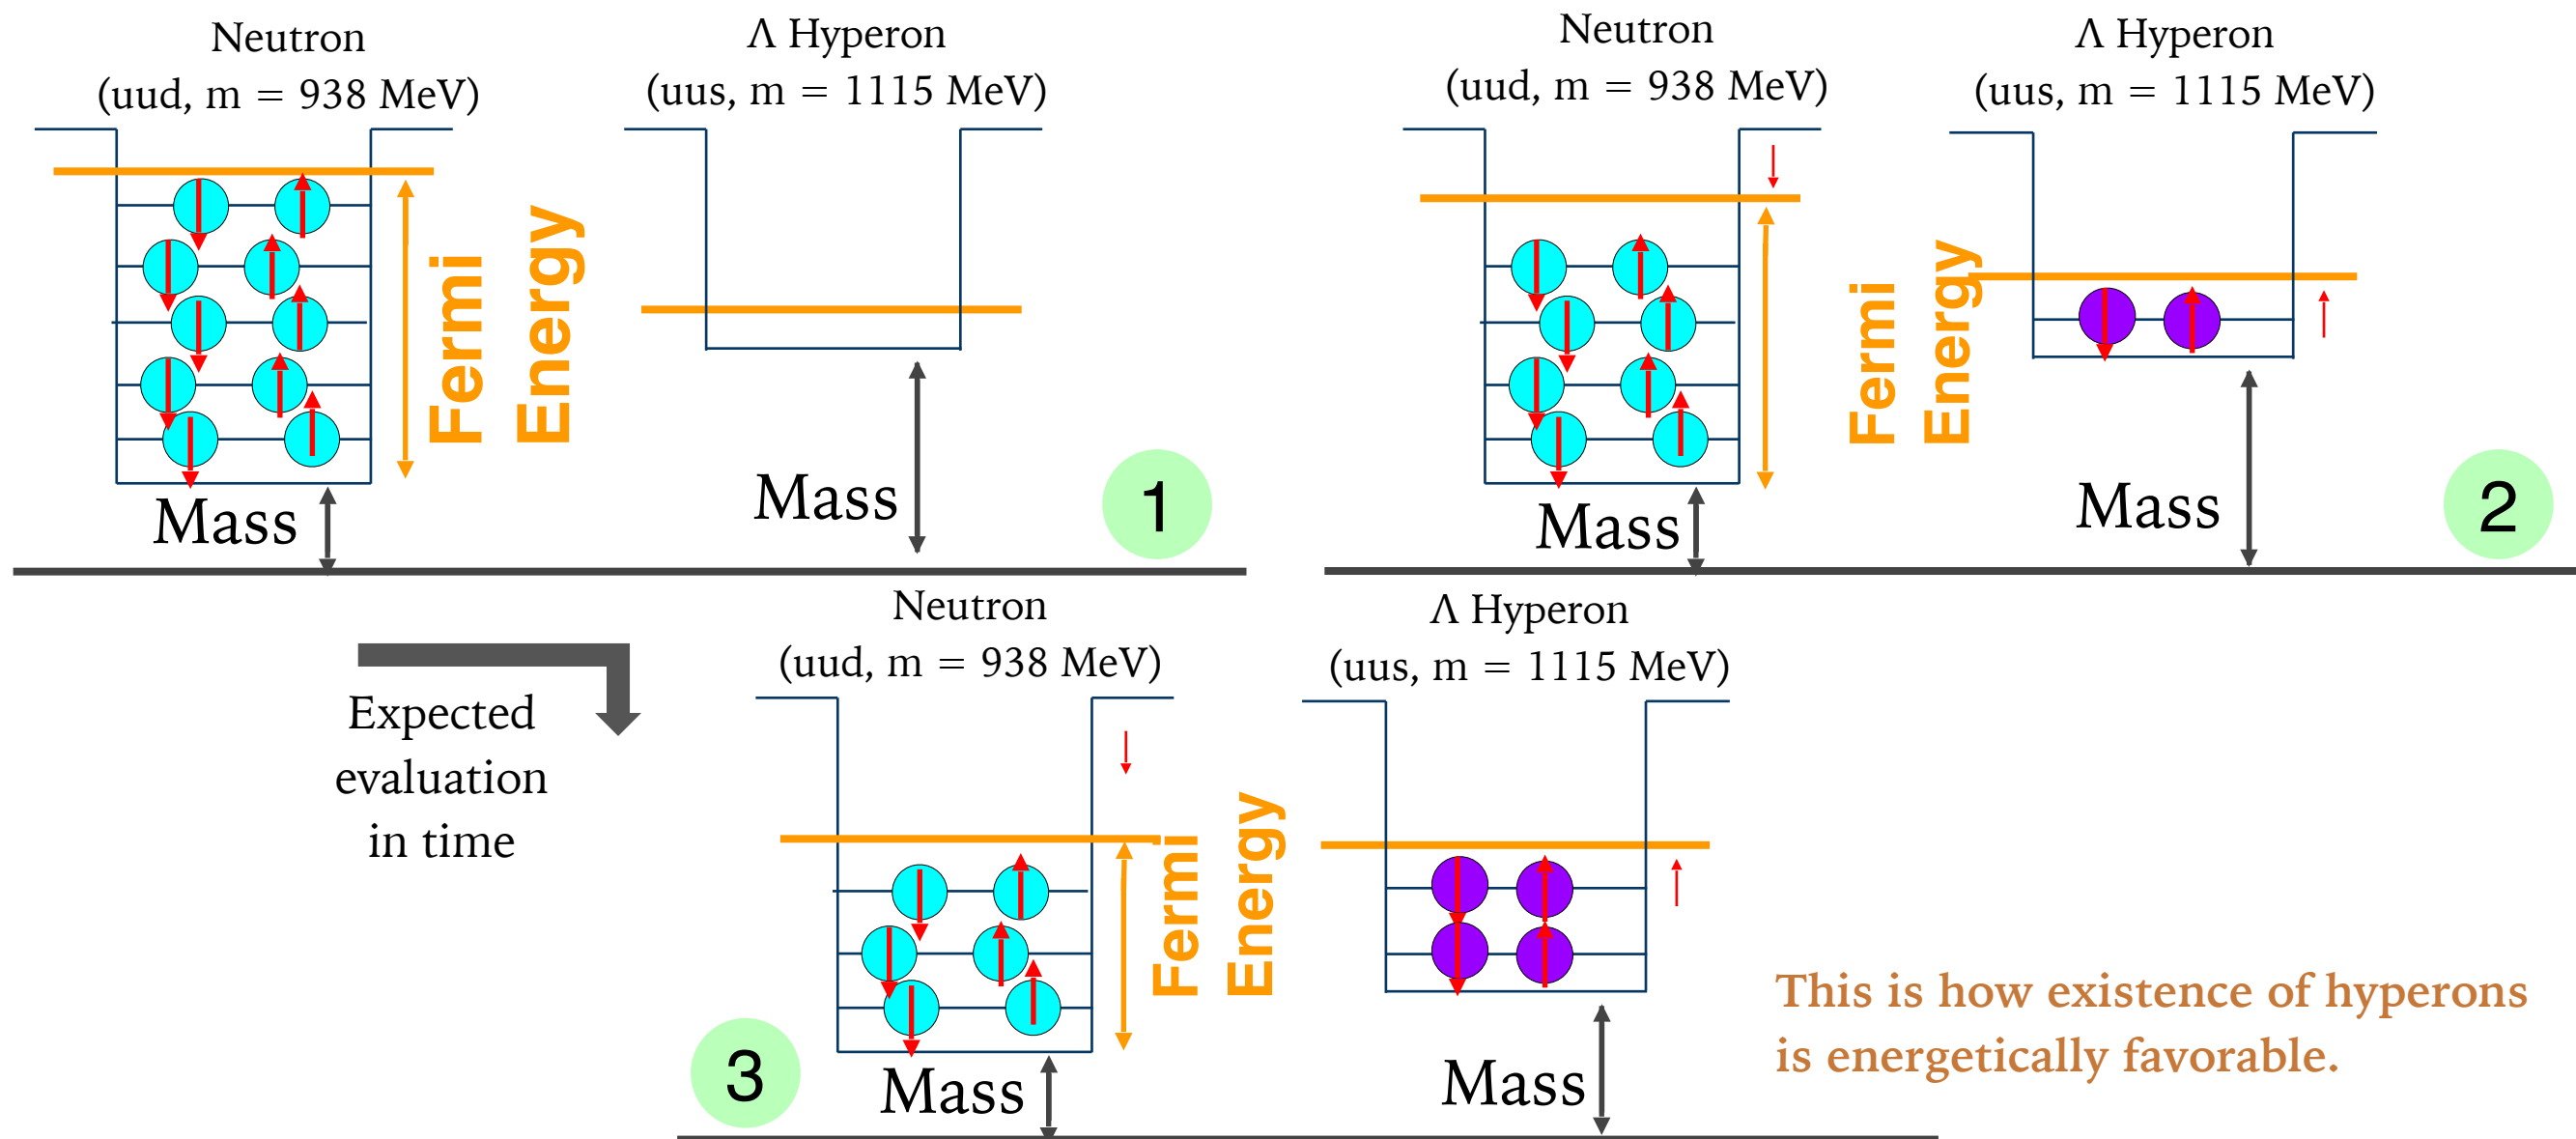 Neutron
(uud, m = 938 MeV)
Λ Hyperon
(uus, m = 1115 MeV)
Fermi
Energy
Mass
Mass
1
Neutron
(uud, m = 938 MeV)
Λ Hyperon
(uus, m = 1115 MeV)
Fermi
Energy
Mass
Mass
2
Expected
evaluation
in time
Neutron
(uud, m = 938 MeV)
Λ Hyperon
(uus, m = 1115 MeV)
Fermi
Energy
3
Mass
Mass
This is how existence of hyperons
is energetically favorable.